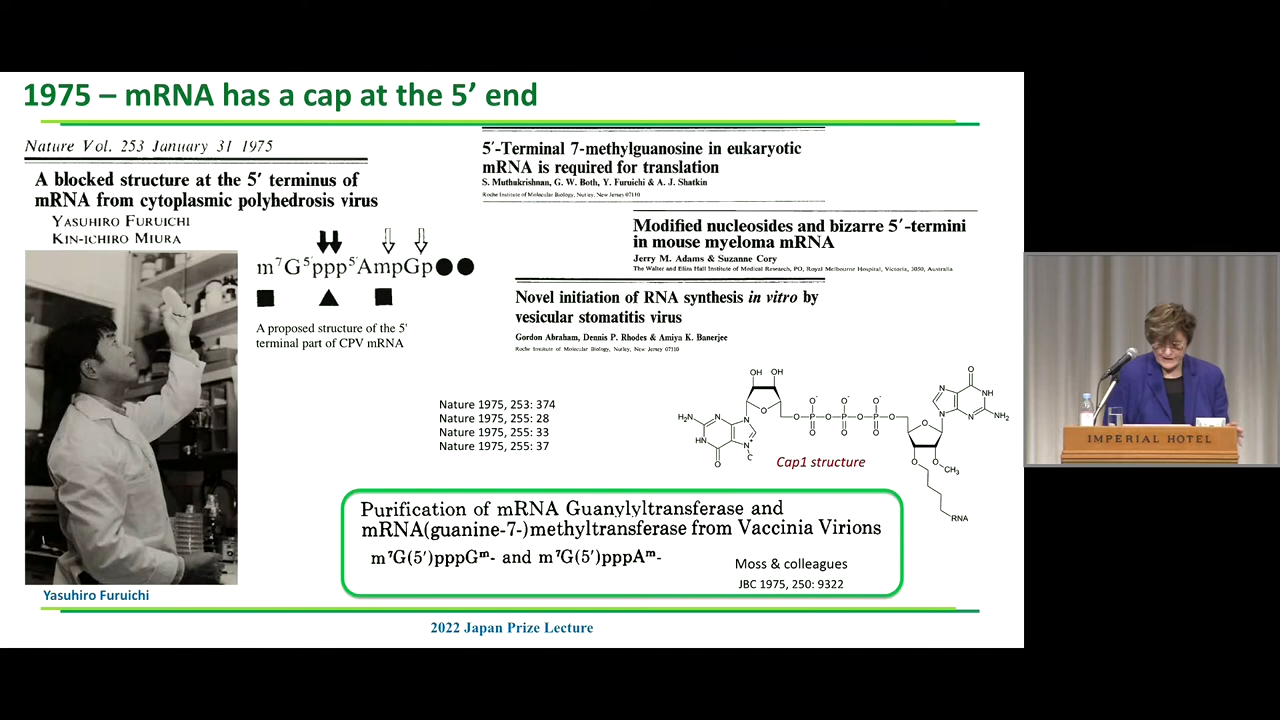 1975 – mRNA has a cap at the 5’ end
Nature Vol. 253 January 31 1975
A blocked structure at the 5' terminus of
mRNA from cytoplasmic polyhedrosis virus
YASUHIRO FURUICHI
KIN-ICHIRO MIURA
m⁷G⁵'ppp⁵'AmpGp
A proposed structure of the 5'
terminal part of CPV mRNA
Yasuhiro Furuichi
5′-Terminal 7-methylguanosine in eukaryotic
mRNA is required for translation
S. Muthukrishnan, G. W. Both, Y. Furuichi & A. J. Shatkin
Roche Institute of Molecular Biology, Nutley, New Jersey 07110
Modified nucleosides and bizarre 5′-termini
in mouse myeloma mRNA
Jerry M. Adams & Suzanne Cory
The Walter and Eliza Hall Institute of Medical Research, PO, Royal Melbourne Hospital, Victoria, 3050, Australia
Novel initiation of RNA synthesis in vitro by
vesicular stomatitis virus
Gordon Abraham, Dennis P. Rhodes & Amiya K. Banerjee
Roche Institute of Molecular Biology, Nutley, New Jersey 07110
Nature 1975, 253: 374
Nature 1975, 255: 28
Nature 1975, 255: 33
Nature 1975, 255: 37
OH OH
O
N
NH
N
NH₂
N
H₂N
N
N
HN
N
N⁺
O
C
O
O⁻ O⁻ O⁻
O P O P O P O
O O O
O
O O CH₃
RNA
Cap1 structure
Purification of mRNA Guanylyltransferase and
mRNA(guanine-7-)methyltransferase from Vaccinia Virions
m⁷G(5′)pppGᵐ- and m⁷G(5′)pppAᵐ-
Moss & colleagues
JBC 1975, 250: 9322
2022 Japan Prize Lecture
IMPERIAL HOTEL